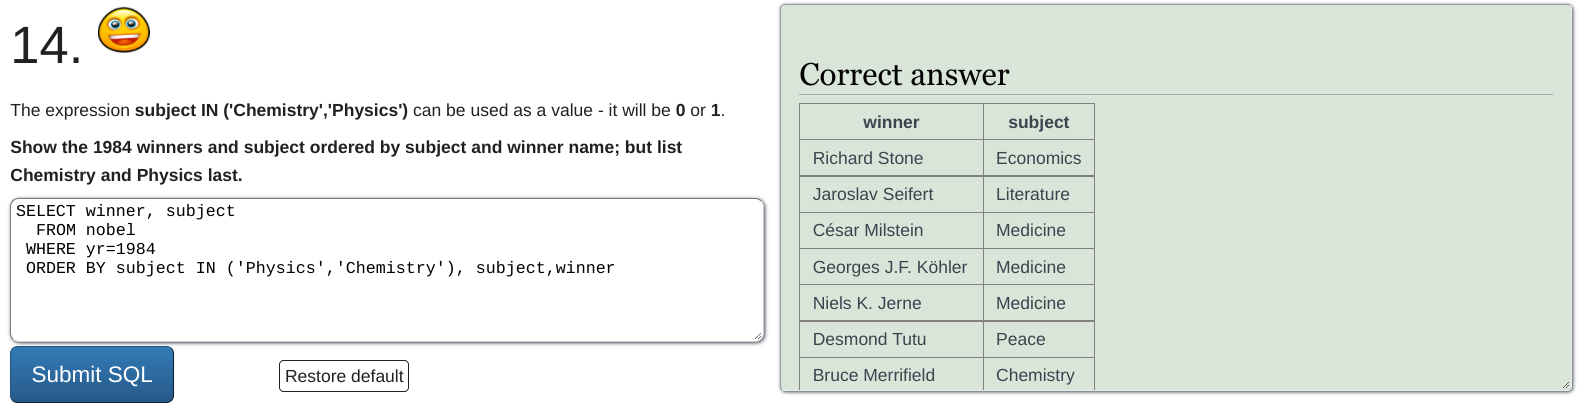 14.
The expression subject IN ('Chemistry','Physics') can be used as a value - it will be 0 or 1.
Show the 1984 winners and subject ordered by subject and winner name; but list
Chemistry and Physics last.
SELECT winner, subject
  FROM nobel
 WHERE yr=1984
 ORDER BY subject IN ('Physics','Chemistry'), subject,winner
Submit SQL
Restore default
Correct answer
winner subject
Richard Stone Economics
Jaroslav Seifert Literature
César Milstein Medicine
Georges J.F. Köhler Medicine
Niels K. Jerne Medicine
Desmond Tutu Peace
Bruce Merrifield Chemistry